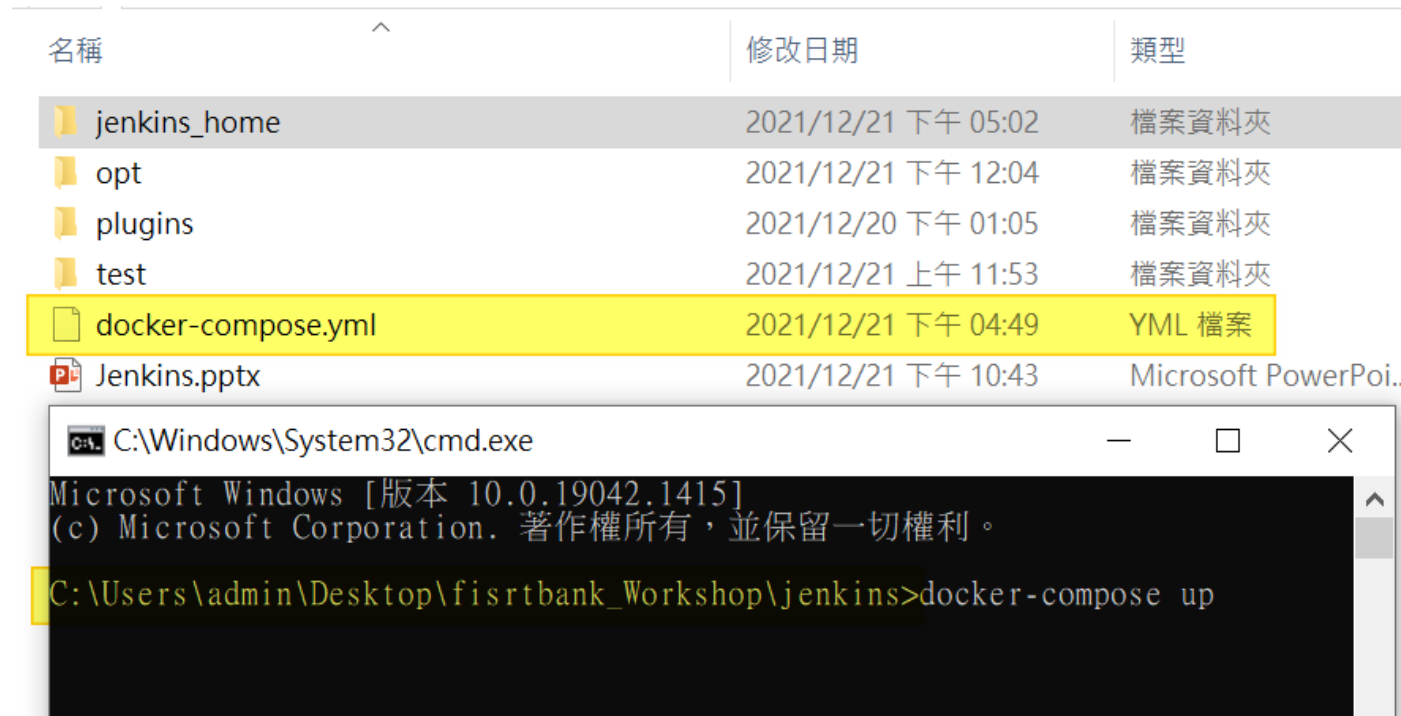 名稱 修改日期 類型
jenkins_home 2021/12/21 下午 05:02 檔案資料夾
opt 2021/12/21 下午 12:04 檔案資料夾
plugins 2021/12/20 下午 01:05 檔案資料夾
test 2021/12/21 上午 11:53 檔案資料夾
docker-compose.yml 2021/12/21 下午 04:49 YML 檔案
Jenkins.pptx 2021/12/21 下午 10:43 Microsoft PowerPoi..
C:\Windows\System32\cmd.exe
Microsoft Windows [版本 10.0.19042.1415]
(c) Microsoft Corporation. 著作權所有，並保留一切權利。
C:\Users\admin\Desktop\fisrtbank_Workshop\jenkins>docker-compose up